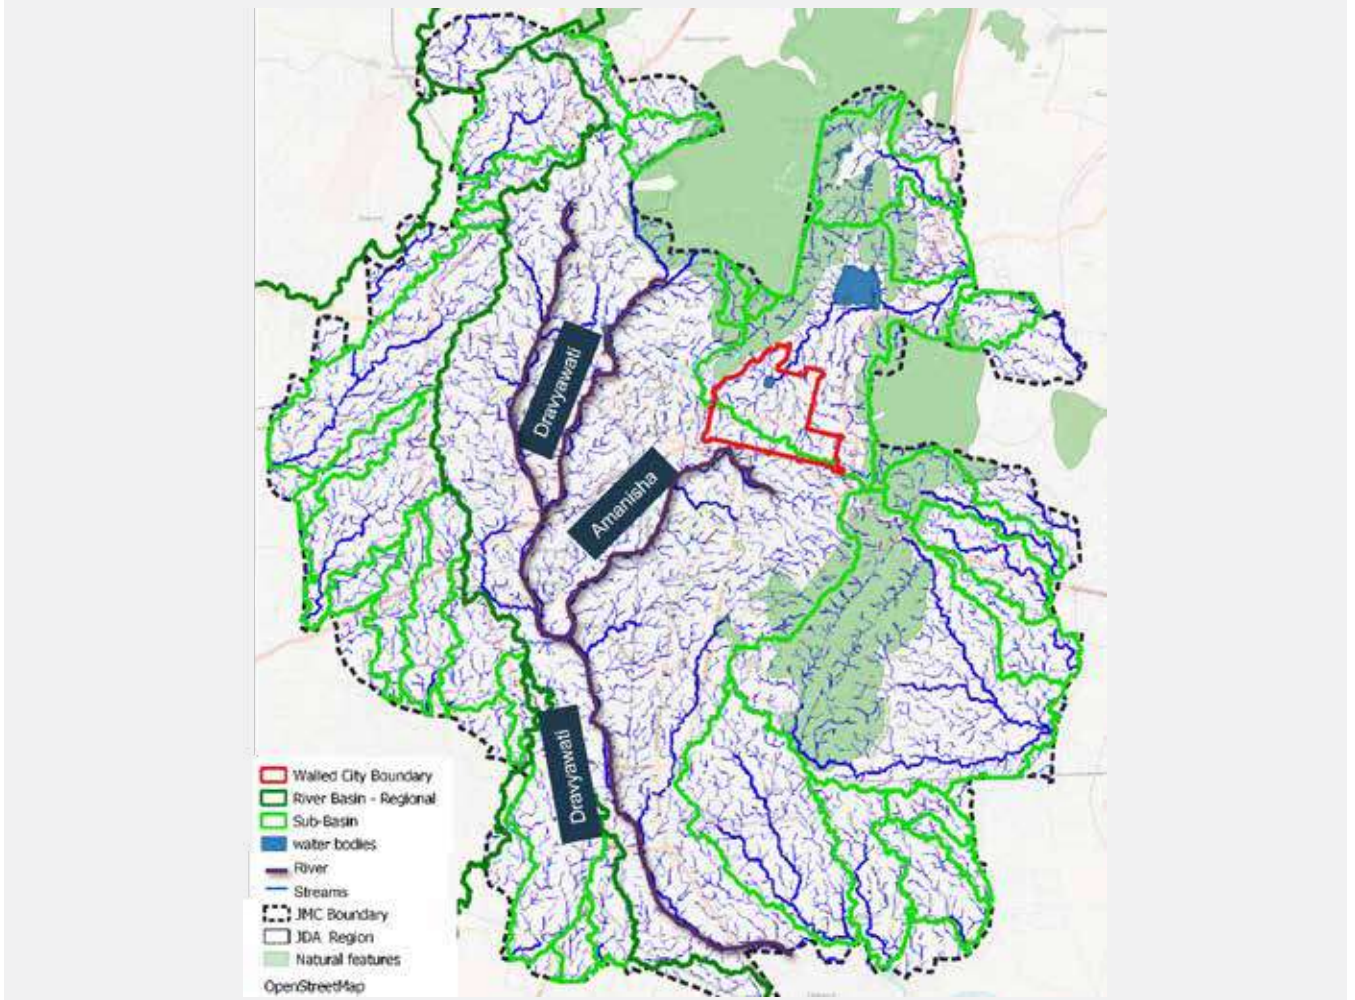 Dravyawati
Amanisha
Dravyawati
Walled City Boundary
River Basin - Regional
Sub-Basin
water bodies
River
Streams
JMC Boundary
JDA Region
Natural features
OpenStreetMap